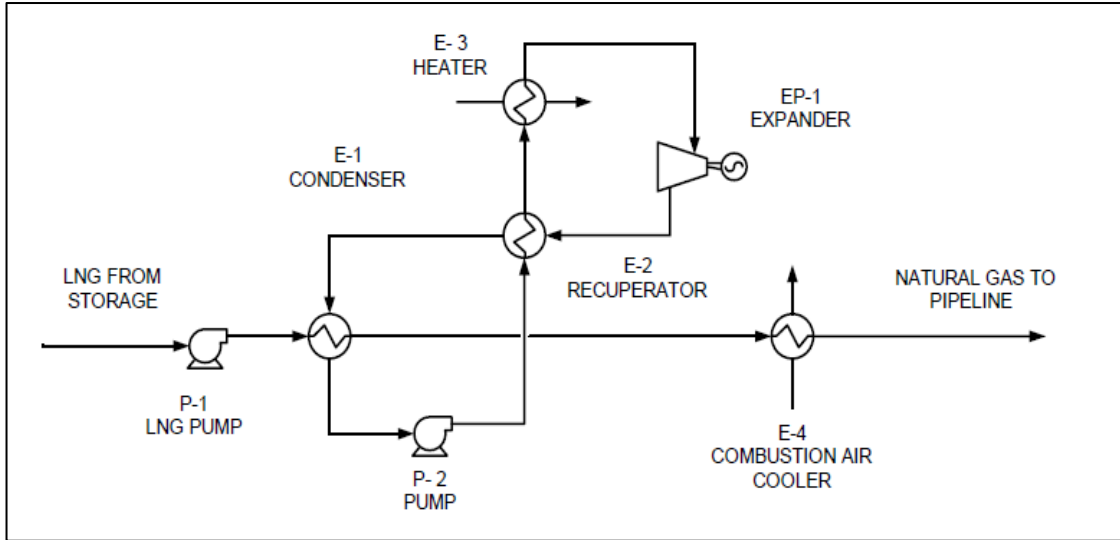 E- 3
HEATER
EP-1
EXPANDER
E-1
CONDENSER
LNG FROM
STORAGE
E-2
RECUPERATOR
NATURAL GAS TO
PIPELINE
P-1
LNG PUMP
P- 2
PUMP
E-4
COMBUSTION AIR
COOLER